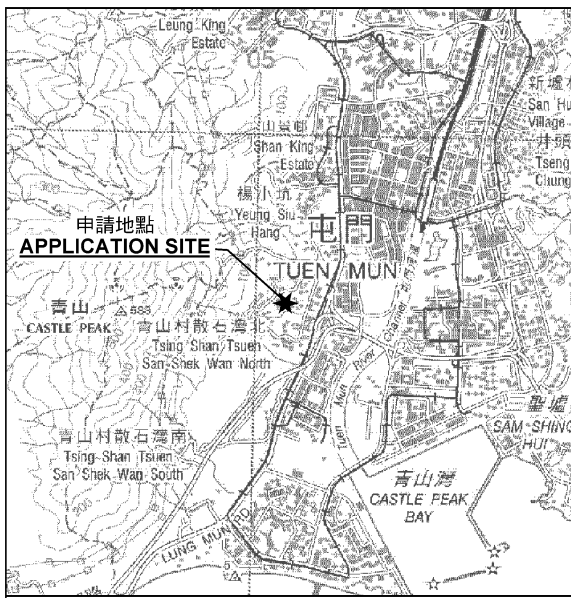 Leung King
Estate
05
新墟村
San Hui
Village
井頭
Tseng
Chung
山景邨
Shan King
Estate
楊小坑
Yeung Siu
Hang
屯門
TUEN MUN
申請地點
APPLICATION SITE
青山
CASTLE PEAK
583
青山村散石灣北
Tsing Shan Tsuen
San Shek Wan North
Tuen Mun River Channel
青山村散石灣南
Tsing Shan Tsuen
San Shek Wan South
聖墟
SAM SHING
HUI
青山灣
CASTLE PEAK
BAY
LUNG MUN RD